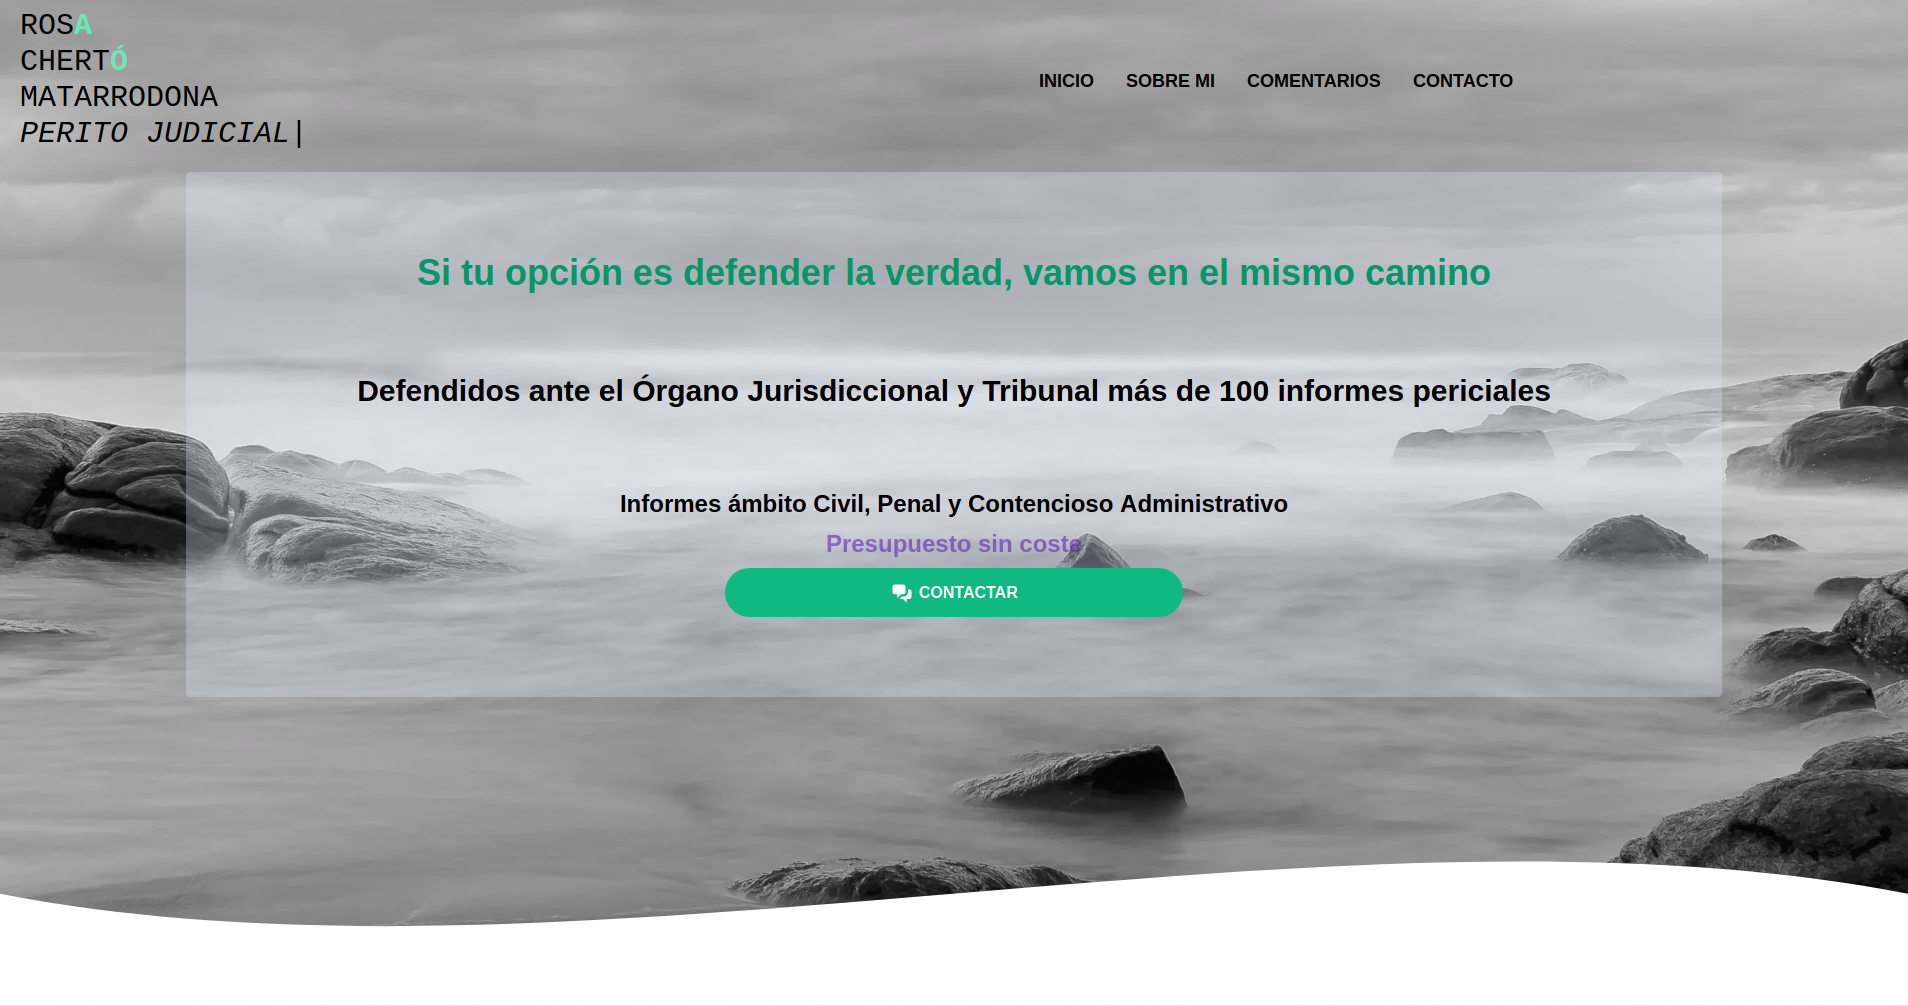 ROSA
CHERTÓ
MATARRODONA
PERITO JUDICIAL|
INICIO SOBRE MI COMENTARIOS CONTACTO
Si tu opción es defender la verdad, vamos en el mismo camino
Defendidos ante el Órgano Jurisdiccional y Tribunal más de 100 informes periciales
Informes ámbito Civil, Penal y Contencioso Administrativo
Presupuesto sin coste
CONTACTAR